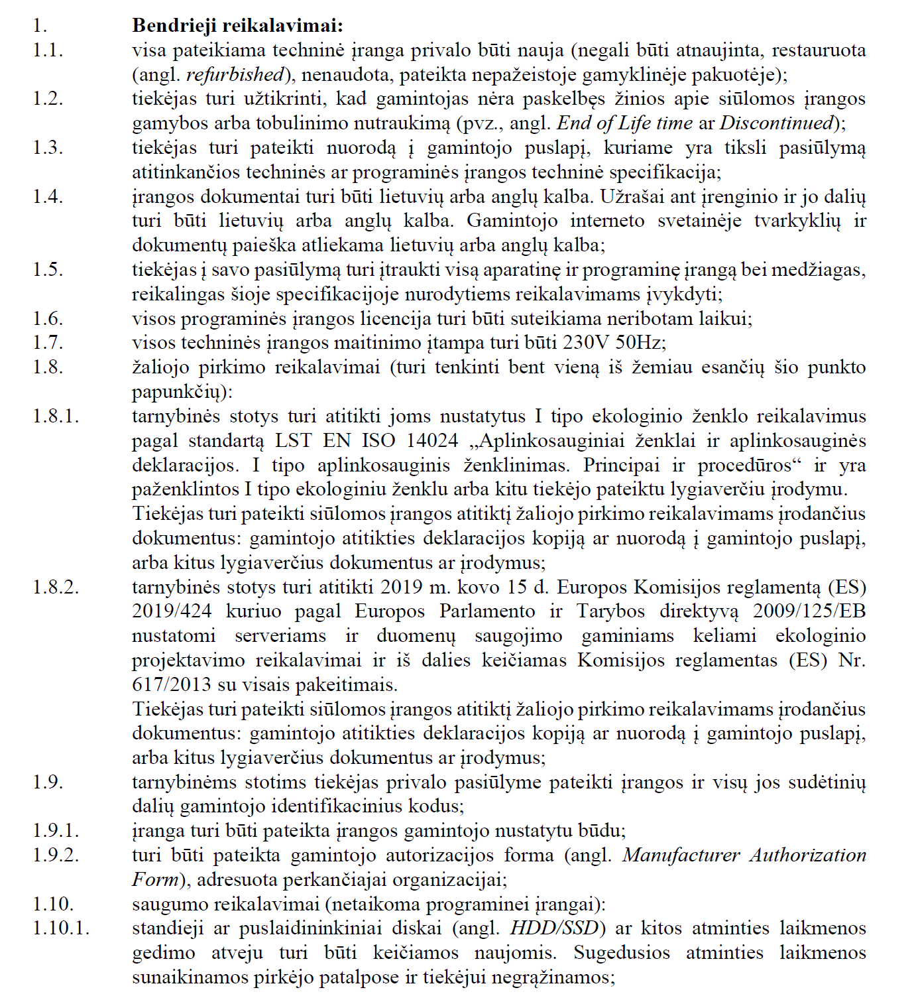 1. Bendrieji reikalavimai:
1.1. visa pateikiama techninė įranga privalo būti nauja (negali būti atnaujinta, restauruota
(angl. refurbished), nenaudota, pateikta nepažeistoje gamyklinėje pakuotėje);
1.2. tiekėjas turi užtikrinti, kad gamintojas nėra paskelbęs žinios apie siūlomos įrangos
gamybos arba tobulinimo nutraukimą (pvz., angl. End of Life time ar Discontinued);
1.3. tiekėjas turi pateikti nuorodą į gamintojo puslapį, kuriame yra tiksli pasiūlymą
atitinkančios techninės ar programinės įrangos techninė specifikacija;
1.4. įrangos dokumentai turi būti lietuvių arba anglų kalba. Užrašai ant įrenginio ir jo dalių
turi būti lietuvių arba anglų kalba. Gamintojo interneto svetainėje tvarkyklių ir
dokumentų paieška atliekama lietuvių arba anglų kalba;
1.5. tiekėjas į savo pasiūlymą turi įtraukti visą aparatinę ir programinę įrangą bei medžiagas,
reikalingas šioje specifikacijoje nurodytiems reikalavimams įvykdyti;
1.6. visos programinės įrangos licencija turi būti suteikiama neribotam laikui;
1.7. visos techninės įrangos maitinimo įtampa turi būti 230V 50Hz;
1.8. žaliojo pirkimo reikalavimai (turi tenkinti bent vieną iš žemiau esančių šio punkto
papunkčių):
1.8.1. tarnybinės stotys turi atitikti joms nustatytus I tipo ekologinio ženklo reikalavimus
pagal standartą LST EN ISO 14024 „Aplinkosauginiai ženklai ir aplinkosauginės
deklaracijos. I tipo aplinkosauginis ženklinimas. Principai ir procedūros“ ir yra
paženklintos I tipo ekologiniu ženklu arba kitu tiekėjo pateiktu lygiaverčiu įrodymu.
Tiekėjas turi pateikti siūlomos įrangos atitiktį žaliojo pirkimo reikalavimams įrodančius
dokumentus: gamintojo atitikties deklaracijos kopiją ar nuorodą į gamintojo puslapį,
arba kitus lygiaverčius dokumentus ar įrodymus;
1.8.2. tarnybinės stotys turi atitikti 2019 m. kovo 15 d. Europos Komisijos reglamentą (ES)
2019/424 kuriuo pagal Europos Parlamento ir Tarybos direktyvą 2009/125/EB
nustatomi serveriams ir duomenų saugojimo gaminiams keliami ekologinio
projektavimo reikalavimai ir iš dalies keičiamas Komisijos reglamentas (ES) Nr.
617/2013 su visais pakeitimais.
Tiekėjas turi pateikti siūlomos įrangos atitiktį žaliojo pirkimo reikalavimams įrodančius
dokumentus: gamintojo atitikties deklaracijos kopiją ar nuorodą į gamintojo puslapį,
arba kitus lygiaverčius dokumentus ar įrodymus;
1.9. tarnybinėms stotims tiekėjas privalo pasiūlyme pateikti įrangos ir visų jos sudėtinių
dalių gamintojo identifikacinius kodus;
1.9.1. įranga turi būti pateikta įrangos gamintojo nustatytu būdu;
1.9.2. turi būti pateikta gamintojo autorizacijos forma (angl. Manufacturer Authorization
Form), adresuota perkančiajai organizacijai;
1.10. saugumo reikalavimai (netaikoma programinei įrangai):
1.10.1. standieji ar puslaidininkiniai diskai (angl. HDD/SSD) ar kitos atminties laikmenos
gedimo atveju turi būti keičiamos naujomis. Sugedusios atminties laikmenos
sunaikinamos pirkėjo patalpose ir tiekėjui negrąžinamos;